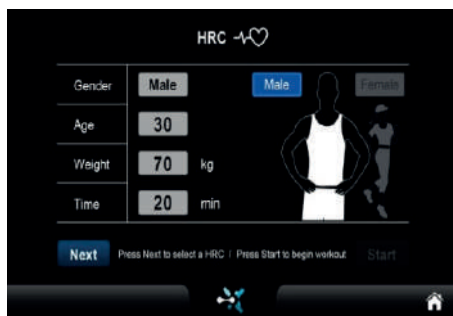 HRC
Gender Male Male Female
Age 30
Weight 70 kg
Time 20 min
Next Press Next to select a HRC / Press Start to begin workout Start